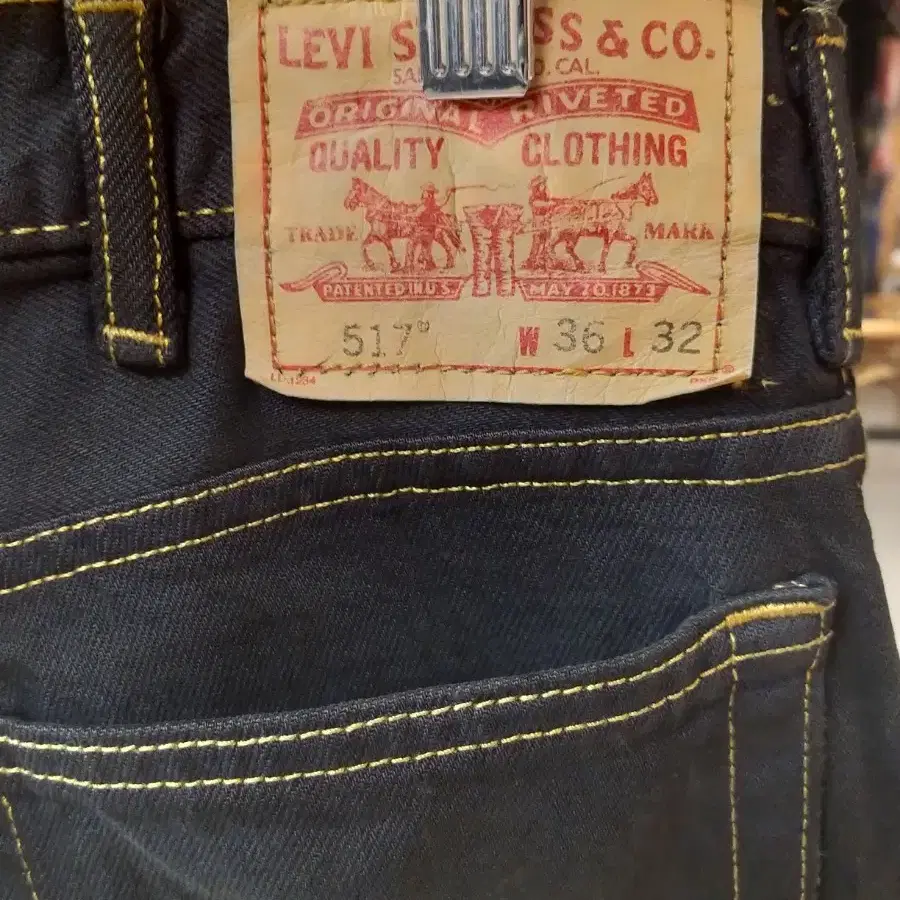 LEVI S SS & CO.
SA O. CAL.
ORIGINAL RIVETED
QUALITY CLOTHING
TRADE MARK
PATENTED IN U.S. MAY 20.1873
517® W 36 L 32
®